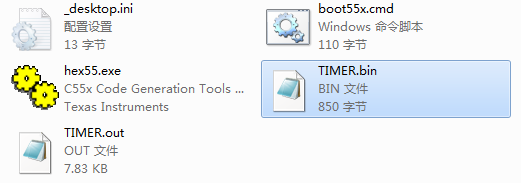 _desktop.ini
配置设置
13 字节
boot55x.cmd
Windows 命令脚本
110 字节
hex55.exe
C55x Code Generation Tools ...
Texas Instruments
TIMER.bin
BIN 文件
850 字节
TIMER.out
OUT 文件
7.83 KB